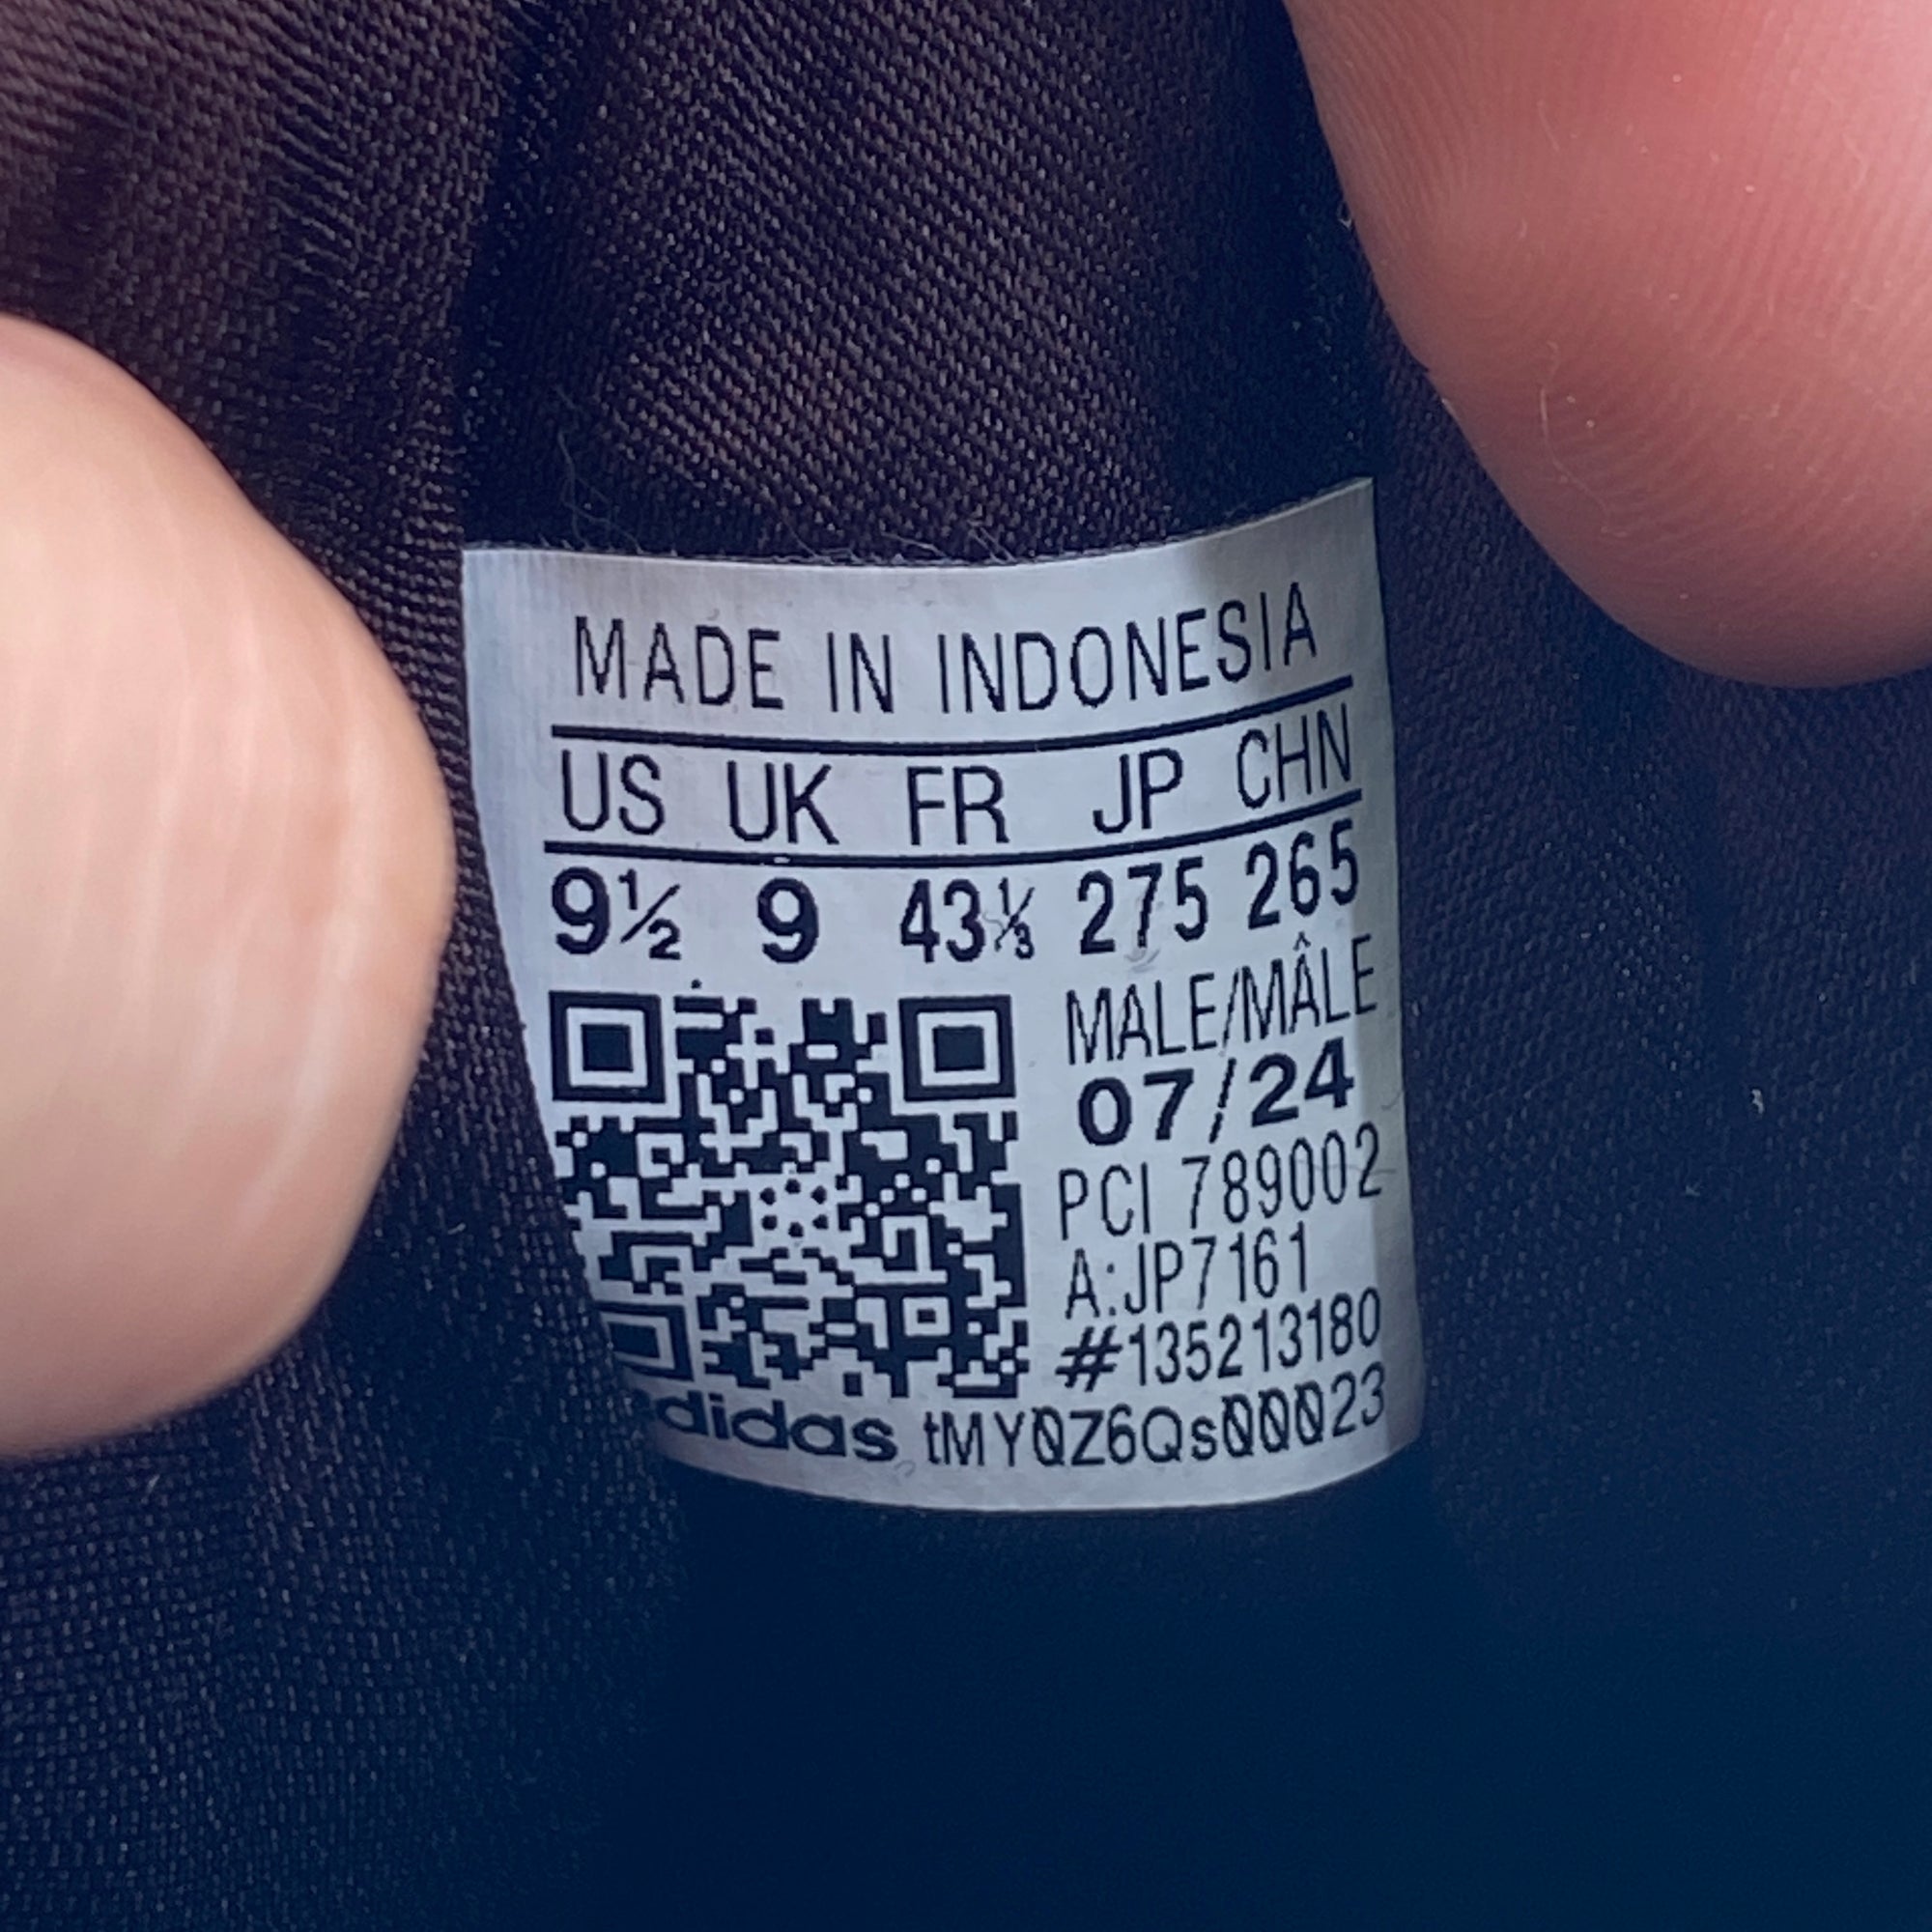 MADE IN INDONESIA
US UK FR JP CHN
9½ 9 43⅓ 275 265
MALE/MÂLE
07/24
PCI 789002
A:JP7161
#135213180
adidas tMY0Z6Qs00023